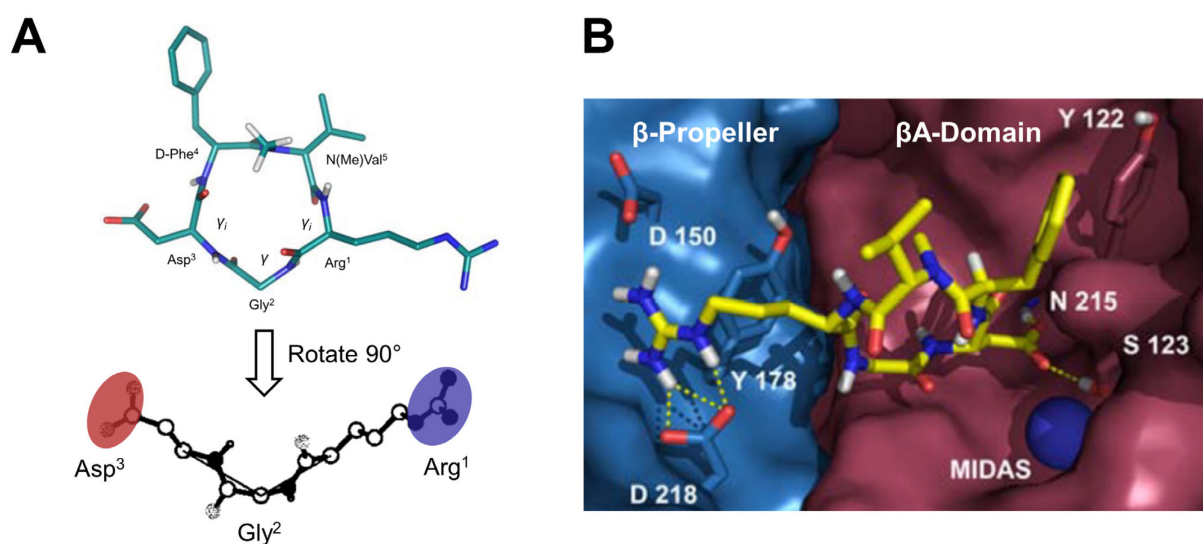 A
D-Phe⁴
N(Me)Val⁵
γᵢ
γᵢ
γ
Asp³
Arg¹
Gly²
Rotate 90°
Asp³
Arg¹
Gly²
B
β-Propeller
βA-Domain
Y 122
D 150
N 215
S 123
Y 178
MIDAS
D 218